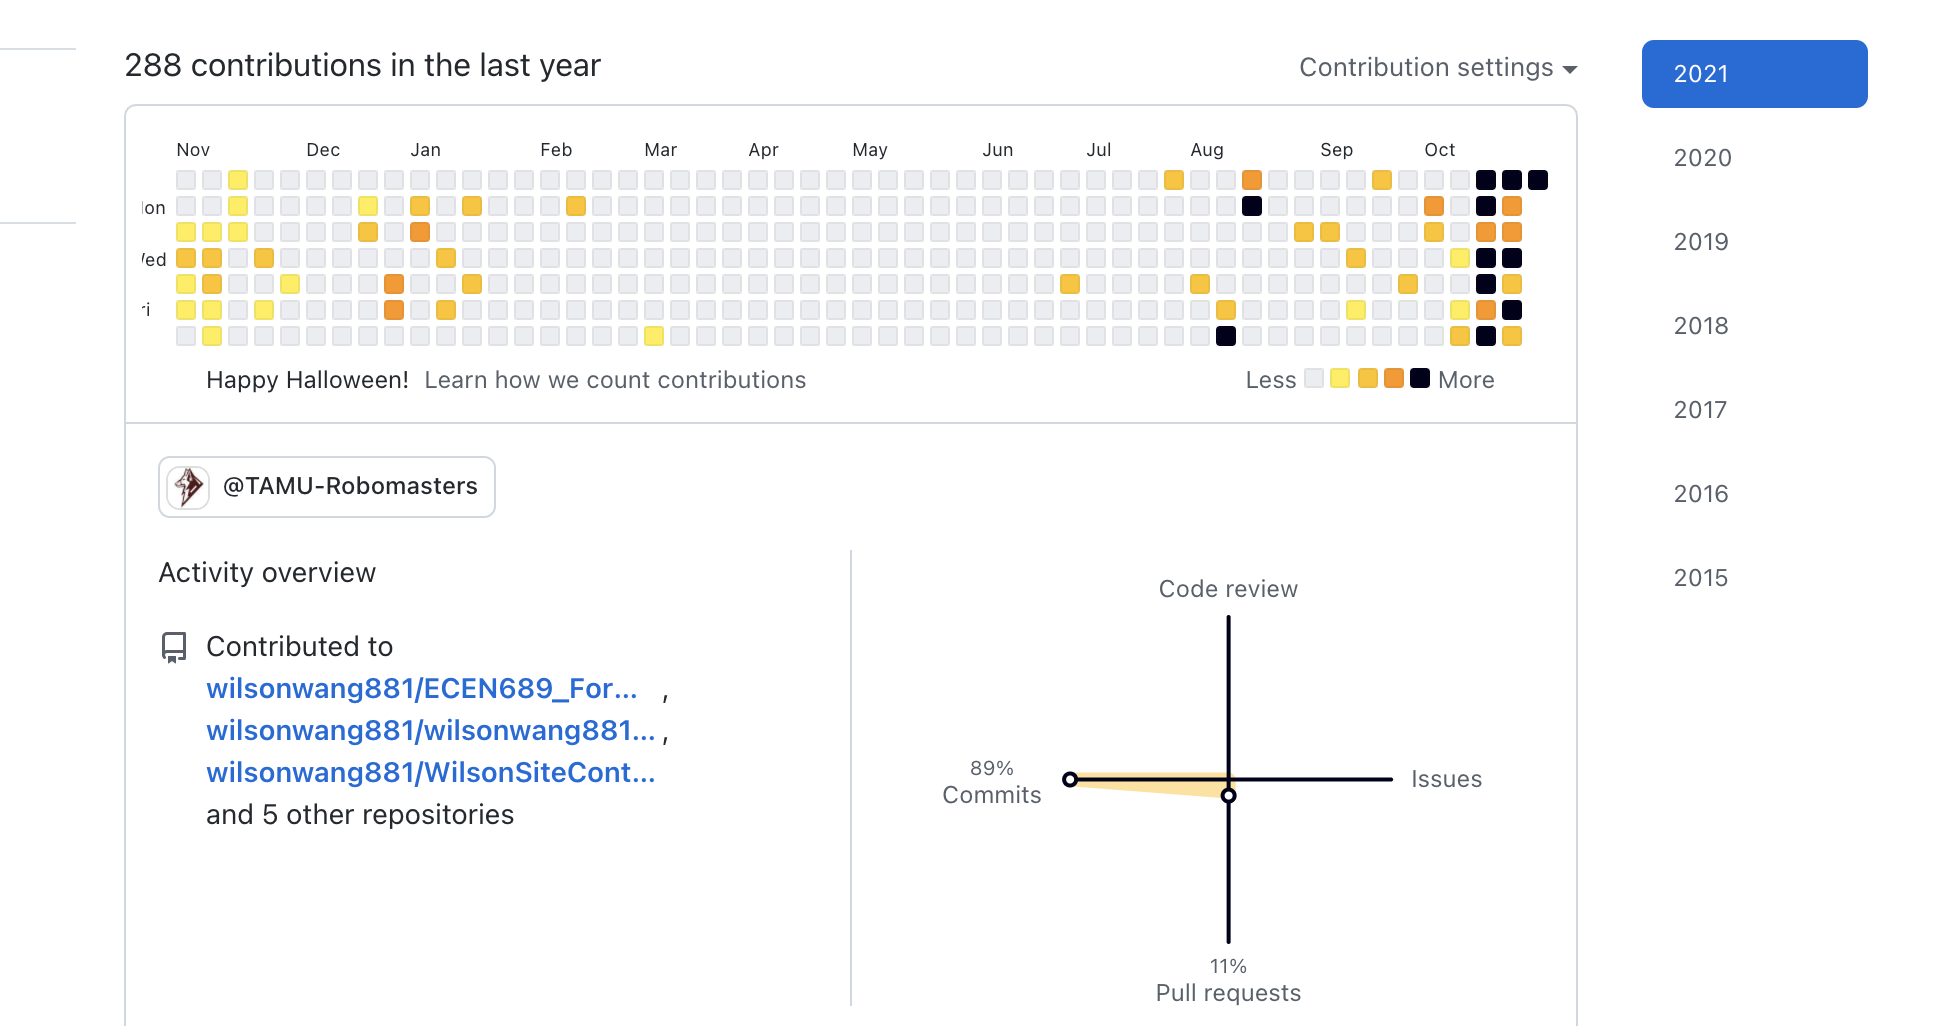 288 contributions in the last year
Contribution settings
2021
2020
2019
2018
2017
2016
2015
Nov Dec Jan Feb Mar Apr May Jun Jul Aug Sep Oct
on
ed
ri
Happy Halloween! Learn how we count contributions
Less More
@TAMU-Robomasters
Activity overview
Contributed to
wilsonwang881/ECEN689_For... ,
wilsonwang881/wilsonwang881... ,
wilsonwang881/WilsonSiteCont...
and 5 other repositories
Code review
89%
Commits
Issues
11%
Pull requests